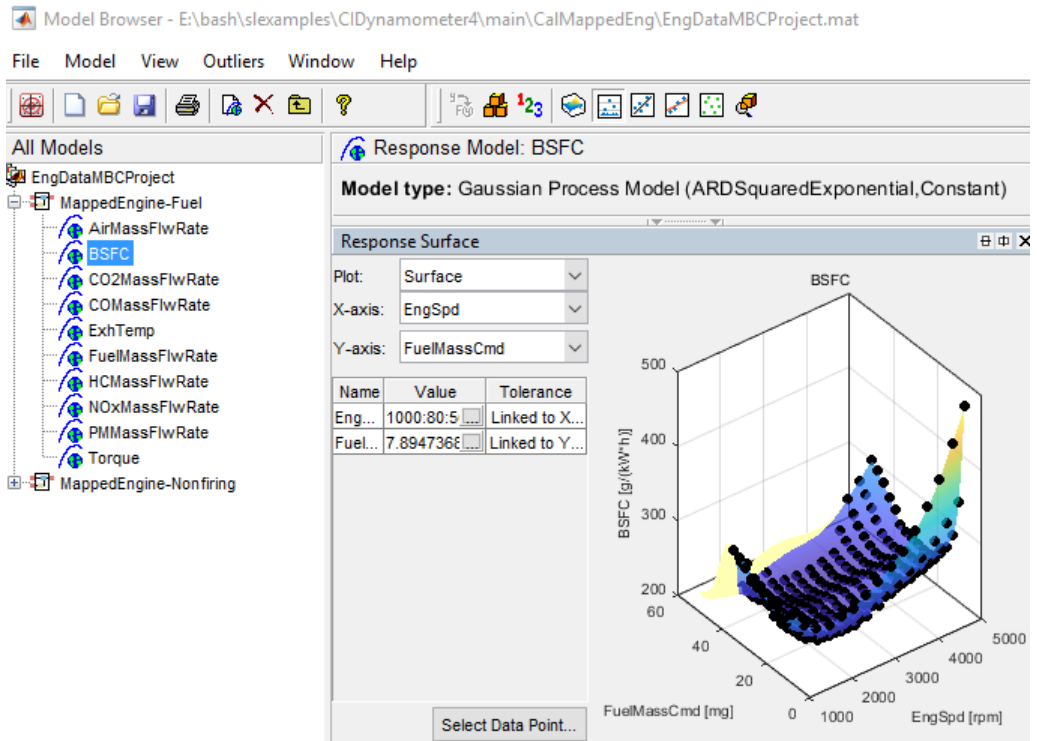 Model Browser - E:\bash\slexamples\CIDynamometer4\main\CalMappedEng\EngDataMBCProject.mat
File Model View Outliers Window Help
All Models
EngDataMBCProject
MappedEngine-Fuel
AirMassFlwRate
BSFC
CO2MassFlwRate
COMassFlwRate
ExhTemp
FuelMassFlwRate
HCMassFlwRate
NOxMassFlwRate
PMMassFlwRate
Torque
MappedEngine-Nonfiring
Response Model: BSFC
Model type: Gaussian Process Model (ARDSquaredExponential,Constant)
Response Surface
Plot: Surface
X-axis: EngSpd
Y-axis: FuelMassCmd
Name Value Tolerance
Eng... 1000:80:5 ... Linked to X...
Fuel... 7.8947368 ... Linked to Y...
Select Data Point...
BSFC
BSFC [g/(kW*h)]
500
400
300
200
60
40
20
0
FuelMassCmd [mg]
1000
2000
3000
4000
5000
EngSpd [rpm]